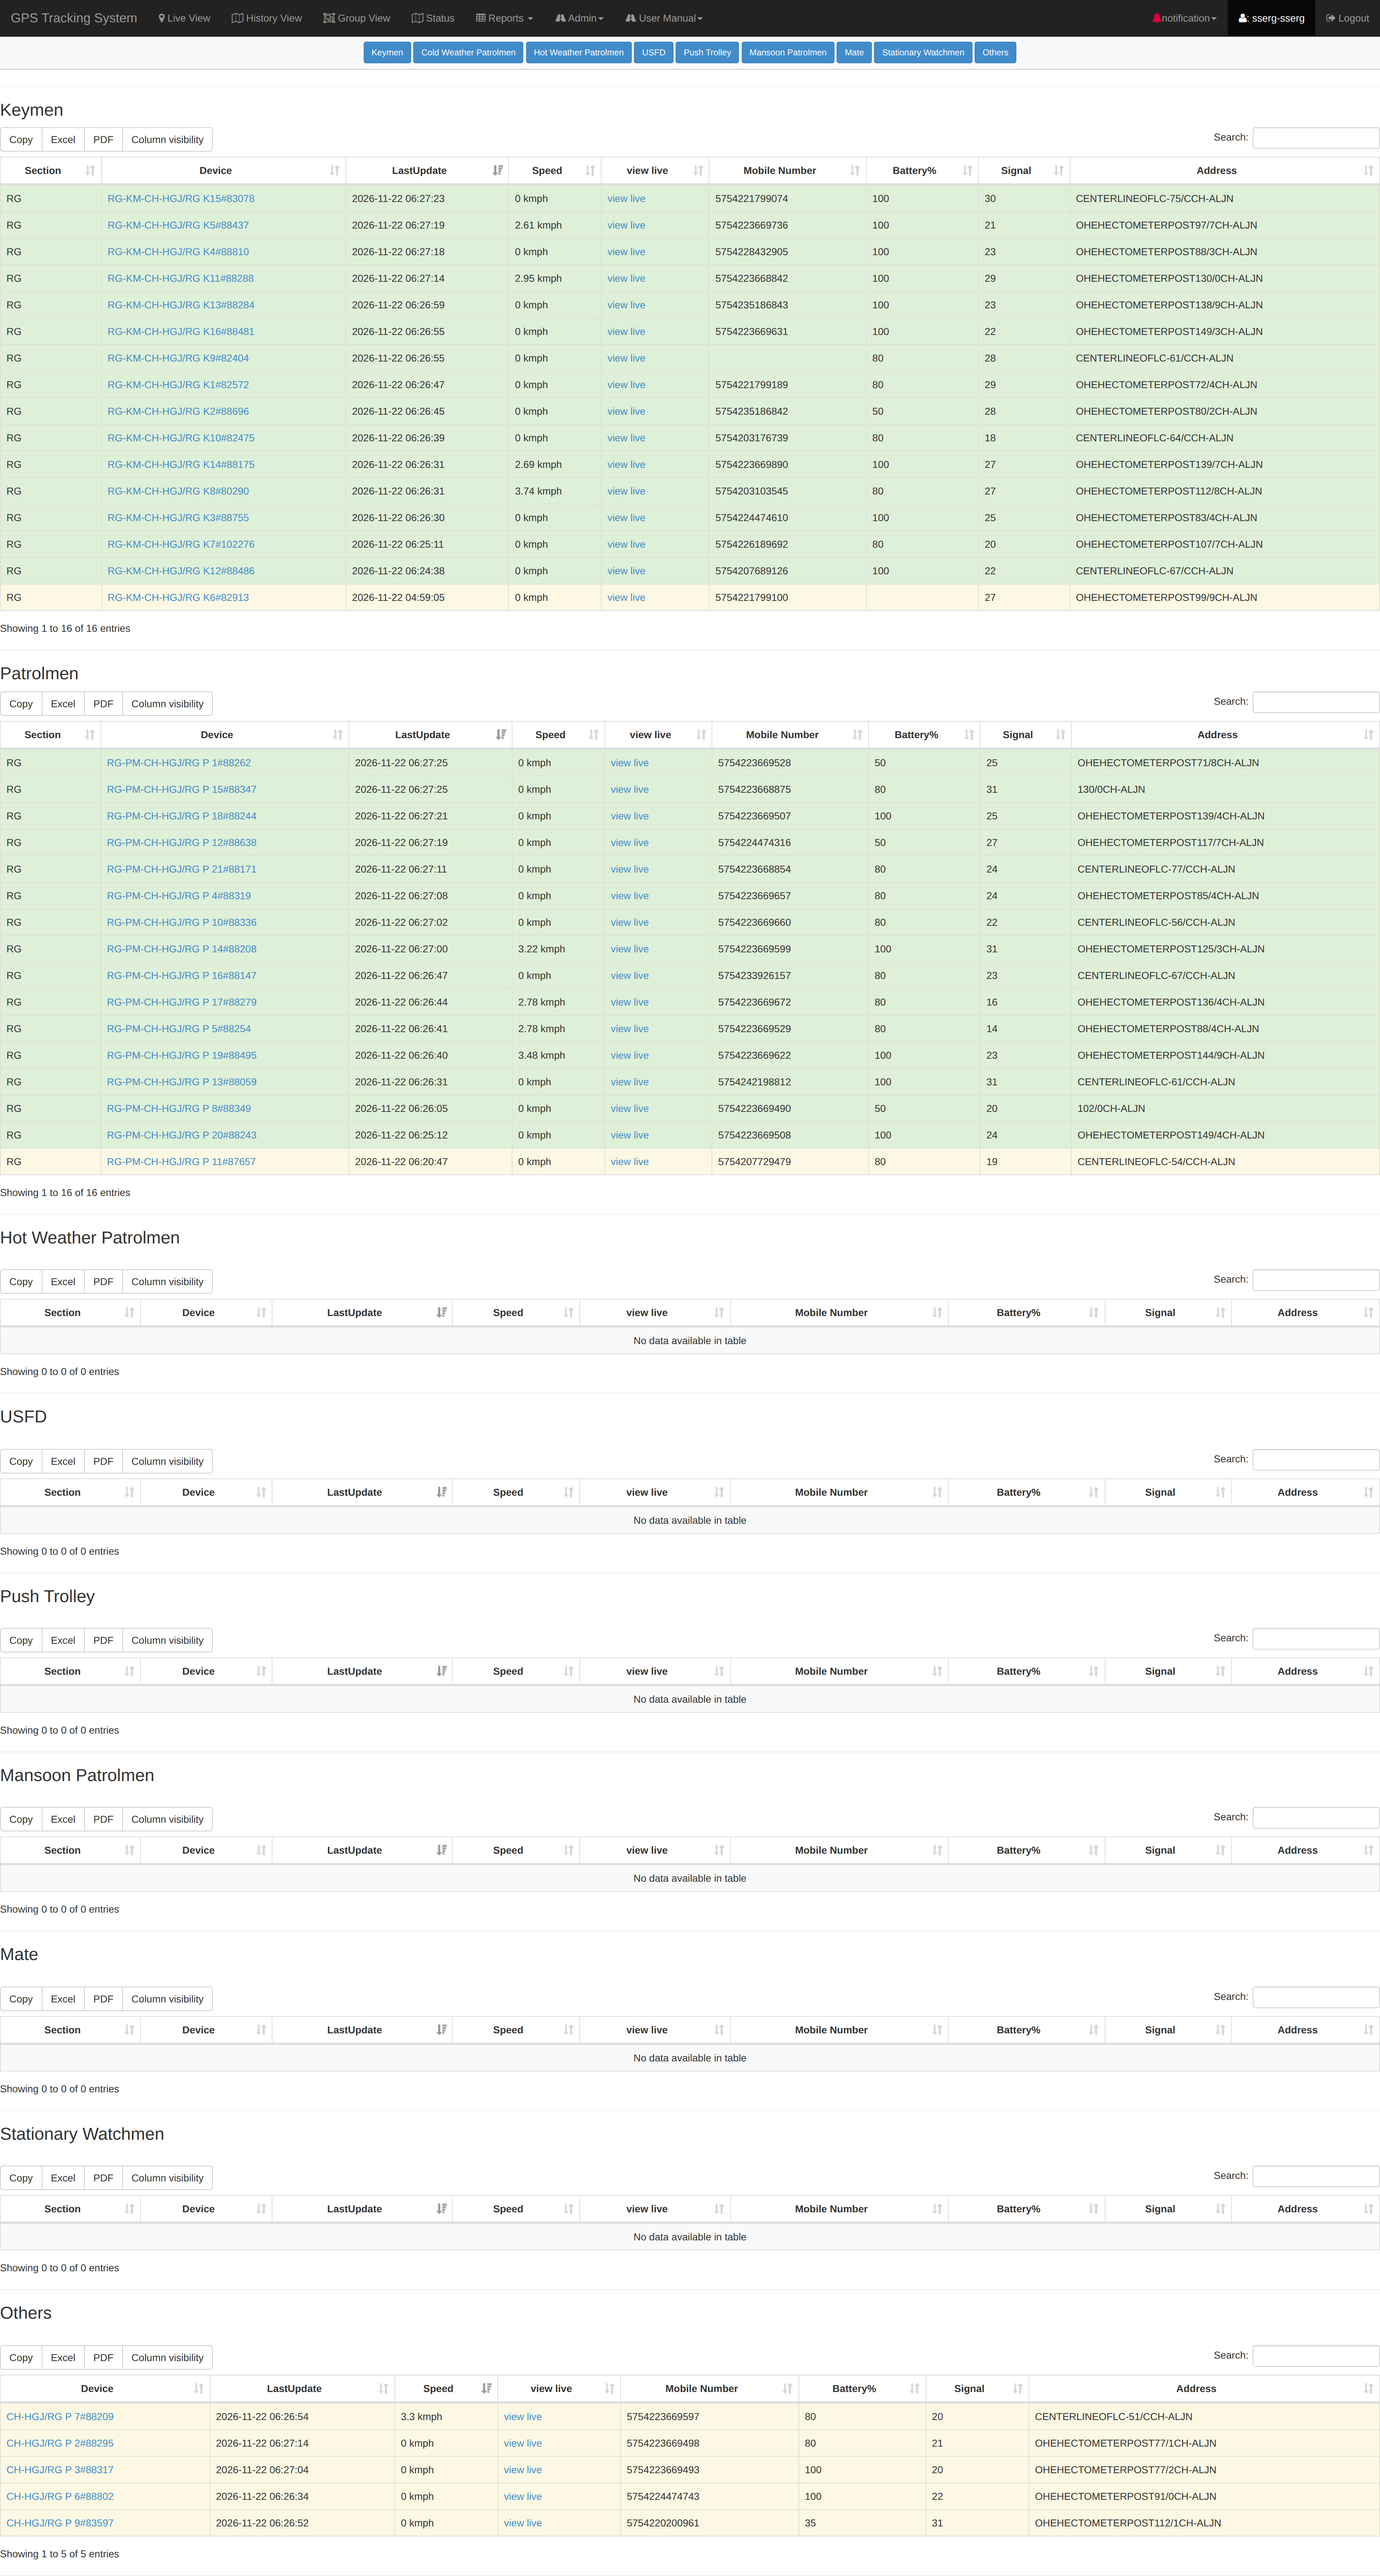 GPS Tracking System Live View History View Group View Status Reports Admin User Manual notification : sserg-sserg Logout
Keymen Cold Weather Patrolmen Hot Weather Patrolmen USFD Push Trolley Mansoon Patrolmen Mate Stationary Watchmen Others
Keymen
Copy Excel PDF Column visibility Search:
Section Device LastUpdate Speed view live Mobile Number Battery% Signal Address
RG RG-KM-CH-HGJ/RG K15#83078 2026-11-22 06:27:23 0 kmph view live 5754221799074 100 30 CENTERLINEOFLC-75/CCH-ALJN
RG RG-KM-CH-HGJ/RG K5#88437 2026-11-22 06:27:19 2.61 kmph view live 5754223669736 100 21 OHEHECTOMETERPOST97/7CH-ALJN
RG RG-KM-CH-HGJ/RG K4#88810 2026-11-22 06:27:18 0 kmph view live 5754228432905 100 23 OHEHECTOMETERPOST88/3CH-ALJN
RG RG-KM-CH-HGJ/RG K11#88288 2026-11-22 06:27:14 2.95 kmph view live 5754223668842 100 29 OHEHECTOMETERPOST130/0CH-ALJN
RG RG-KM-CH-HGJ/RG K13#88284 2026-11-22 06:26:59 0 kmph view live 5754235186843 100 23 OHEHECTOMETERPOST138/9CH-ALJN
RG RG-KM-CH-HGJ/RG K16#88481 2026-11-22 06:26:55 0 kmph view live 5754223669631 100 22 OHEHECTOMETERPOST149/3CH-ALJN
RG RG-KM-CH-HGJ/RG K9#82404 2026-11-22 06:26:55 0 kmph view live 80 28 CENTERLINEOFLC-61/CCH-ALJN
RG RG-KM-CH-HGJ/RG K1#82572 2026-11-22 06:26:47 0 kmph view live 5754221799189 80 29 OHEHECTOMETERPOST72/4CH-ALJN
RG RG-KM-CH-HGJ/RG K2#88696 2026-11-22 06:26:45 0 kmph view live 5754235186842 50 28 OHEHECTOMETERPOST80/2CH-ALJN
RG RG-KM-CH-HGJ/RG K10#82475 2026-11-22 06:26:39 0 kmph view live 5754203176739 80 18 CENTERLINEOFLC-64/CCH-ALJN
RG RG-KM-CH-HGJ/RG K14#88175 2026-11-22 06:26:31 2.69 kmph view live 5754223669890 100 27 OHEHECTOMETERPOST139/7CH-ALJN
RG RG-KM-CH-HGJ/RG K8#80290 2026-11-22 06:26:31 3.74 kmph view live 5754203103545 80 27 OHEHECTOMETERPOST112/8CH-ALJN
RG RG-KM-CH-HGJ/RG K3#88755 2026-11-22 06:26:30 0 kmph view live 5754224474610 100 25 OHEHECTOMETERPOST83/4CH-ALJN
RG RG-KM-CH-HGJ/RG K7#102276 2026-11-22 06:25:11 0 kmph view live 5754226189692 80 20 OHEHECTOMETERPOST107/7CH-ALJN
RG RG-KM-CH-HGJ/RG K12#88486 2026-11-22 06:24:38 0 kmph view live 5754207689126 100 22 CENTERLINEOFLC-67/CCH-ALJN
RG RG-KM-CH-HGJ/RG K6#82913 2026-11-22 04:59:05 0 kmph view live 5754221799100 27 OHEHECTOMETERPOST99/9CH-ALJN
Showing 1 to 16 of 16 entries
Patrolmen
Copy Excel PDF Column visibility Search:
Section Device LastUpdate Speed view live Mobile Number Battery% Signal Address
RG RG-PM-CH-HGJ/RG P 1#88262 2026-11-22 06:27:25 0 kmph view live 5754223669528 50 25 OHEHECTOMETERPOST71/8CH-ALJN
RG RG-PM-CH-HGJ/RG P 15#88347 2026-11-22 06:27:25 0 kmph view live 5754223668875 80 31 130/0CH-ALJN
RG RG-PM-CH-HGJ/RG P 18#88244 2026-11-22 06:27:21 0 kmph view live 5754223669507 100 25 OHEHECTOMETERPOST139/4CH-ALJN
RG RG-PM-CH-HGJ/RG P 12#88638 2026-11-22 06:27:19 0 kmph view live 5754224474316 50 27 OHEHECTOMETERPOST117/7CH-ALJN
RG RG-PM-CH-HGJ/RG P 21#88171 2026-11-22 06:27:11 0 kmph view live 5754223668854 80 24 CENTERLINEOFLC-77/CCH-ALJN
RG RG-PM-CH-HGJ/RG P 4#88319 2026-11-22 06:27:08 0 kmph view live 5754223669657 80 24 OHEHECTOMETERPOST85/4CH-ALJN
RG RG-PM-CH-HGJ/RG P 10#88336 2026-11-22 06:27:02 0 kmph view live 5754223669660 80 22 CENTERLINEOFLC-56/CCH-ALJN
RG RG-PM-CH-HGJ/RG P 14#88208 2026-11-22 06:27:00 3.22 kmph view live 5754223669599 100 31 OHEHECTOMETERPOST125/3CH-ALJN
RG RG-PM-CH-HGJ/RG P 16#88147 2026-11-22 06:26:47 0 kmph view live 5754233926157 80 23 CENTERLINEOFLC-67/CCH-ALJN
RG RG-PM-CH-HGJ/RG P 17#88279 2026-11-22 06:26:44 2.78 kmph view live 5754223669672 80 16 OHEHECTOMETERPOST136/4CH-ALJN
RG RG-PM-CH-HGJ/RG P 5#88254 2026-11-22 06:26:41 2.78 kmph view live 5754223669529 80 14 OHEHECTOMETERPOST88/4CH-ALJN
RG RG-PM-CH-HGJ/RG P 19#88495 2026-11-22 06:26:40 3.48 kmph view live 5754223669622 100 23 OHEHECTOMETERPOST144/9CH-ALJN
RG RG-PM-CH-HGJ/RG P 13#88059 2026-11-22 06:26:31 0 kmph view live 5754242198812 100 31 CENTERLINEOFLC-61/CCH-ALJN
RG RG-PM-CH-HGJ/RG P 8#88349 2026-11-22 06:26:05 0 kmph view live 5754223669490 50 20 102/0CH-ALJN
RG RG-PM-CH-HGJ/RG P 20#88243 2026-11-22 06:25:12 0 kmph view live 5754223669508 100 24 OHEHECTOMETERPOST149/4CH-ALJN
RG RG-PM-CH-HGJ/RG P 11#87657 2026-11-22 06:20:47 0 kmph view live 5754207729479 80 19 CENTERLINEOFLC-54/CCH-ALJN
Showing 1 to 16 of 16 entries
Hot Weather Patrolmen
Copy Excel PDF Column visibility Search:
Section Device LastUpdate Speed view live Mobile Number Battery% Signal Address
No data available in table
Showing 0 to 0 of 0 entries
USFD
Copy Excel PDF Column visibility Search:
Section Device LastUpdate Speed view live Mobile Number Battery% Signal Address
No data available in table
Showing 0 to 0 of 0 entries
Push Trolley
Copy Excel PDF Column visibility Search:
Section Device LastUpdate Speed view live Mobile Number Battery% Signal Address
No data available in table
Showing 0 to 0 of 0 entries
Mansoon Patrolmen
Copy Excel PDF Column visibility Search:
Section Device LastUpdate Speed view live Mobile Number Battery% Signal Address
No data available in table
Showing 0 to 0 of 0 entries
Mate
Copy Excel PDF Column visibility Search:
Section Device LastUpdate Speed view live Mobile Number Battery% Signal Address
No data available in table
Showing 0 to 0 of 0 entries
Stationary Watchmen
Copy Excel PDF Column visibility Search:
Section Device LastUpdate Speed view live Mobile Number Battery% Signal Address
No data available in table
Showing 0 to 0 of 0 entries
Others
Copy Excel PDF Column visibility Search:
Device LastUpdate Speed view live Mobile Number Battery% Signal Address
CH-HGJ/RG P 7#88209 2026-11-22 06:26:54 3.3 kmph view live 5754223669597 80 20 CENTERLINEOFLC-51/CCH-ALJN
CH-HGJ/RG P 2#88295 2026-11-22 06:27:14 0 kmph view live 5754223669498 80 21 OHEHECTOMETERPOST77/1CH-ALJN
CH-HGJ/RG P 3#88317 2026-11-22 06:27:04 0 kmph view live 5754223669493 100 20 OHEHECTOMETERPOST77/2CH-ALJN
CH-HGJ/RG P 6#88802 2026-11-22 06:26:34 0 kmph view live 5754224474743 100 22 OHEHECTOMETERPOST91/0CH-ALJN
CH-HGJ/RG P 9#83597 2026-11-22 06:26:52 0 kmph view live 5754220200961 35 31 OHEHECTOMETERPOST112/1CH-ALJN
Showing 1 to 5 of 5 entries